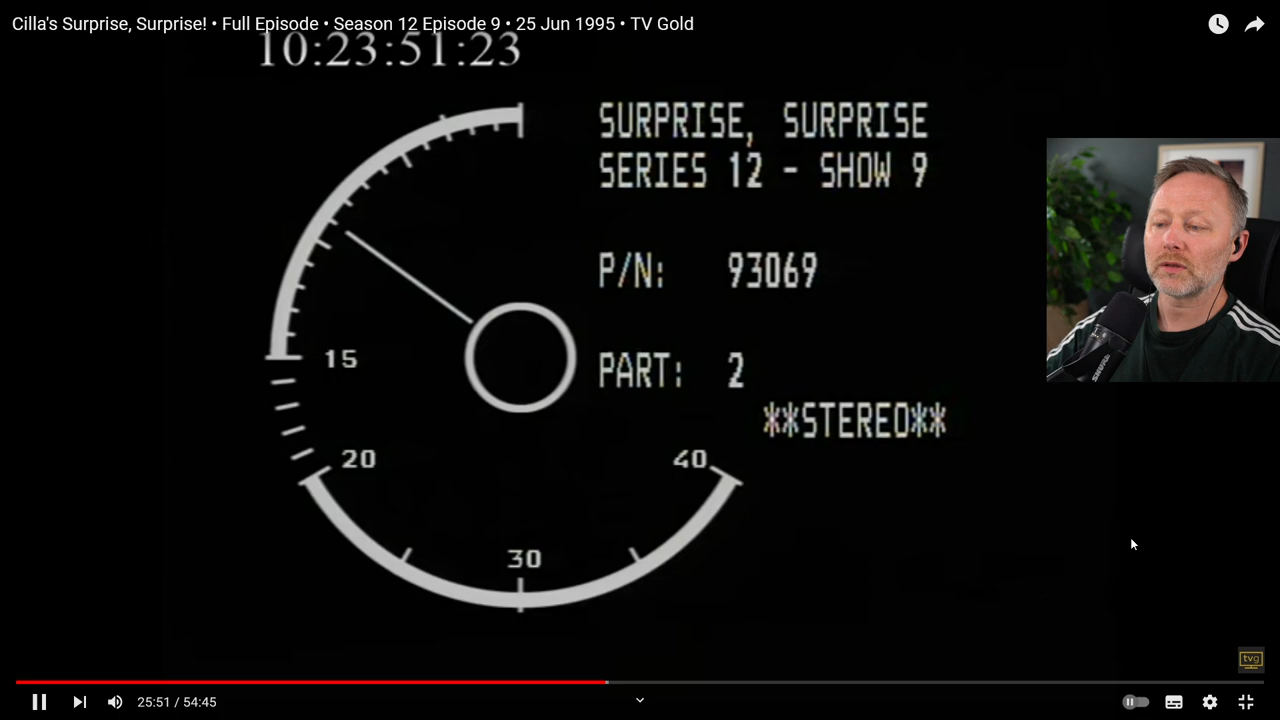 Cilla's Surprise, Surprise! • Full Episode • Season 12 Episode 9 • 25 Jun 1995 • TV Gold
10:23:51:23
SURPRISE, SURPRISE
SERIES 12 - SHOW 9
P/N: 93069
15
PART: 2
**STEREO**
20
40
30
SHURE
tvg
25:51 / 54:45